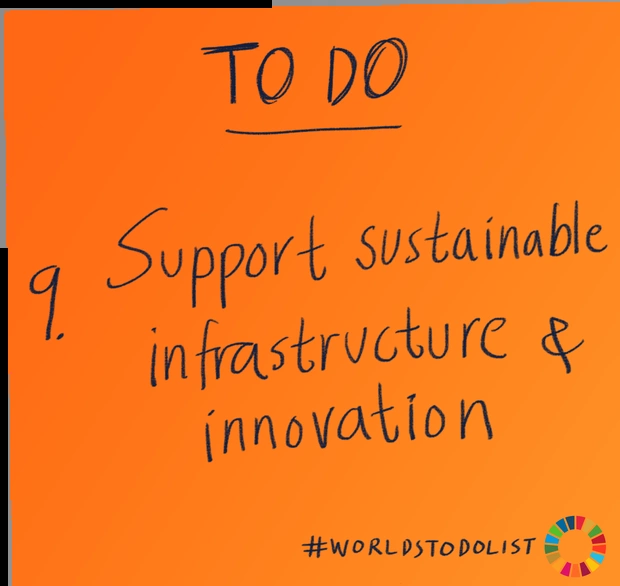 TO DO
9. Support sustainable
infrastructure &
innovation
#WORLDSTODOLIST